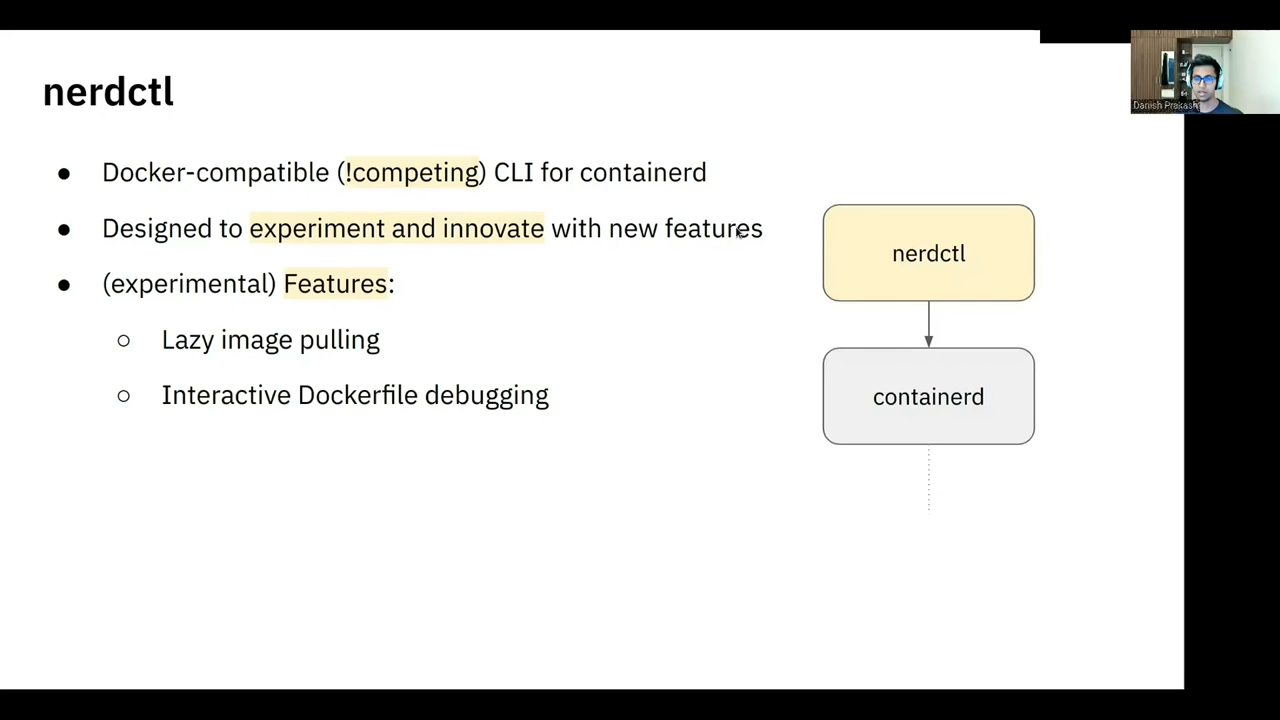 nerdctl
Danish Prakash
● Docker-compatible (!competing) CLI for containerd
● Designed to experiment and innovate with new features
● (experimental) Features:
○ Lazy image pulling
○ Interactive Dockerfile debugging
nerdctl
containerd